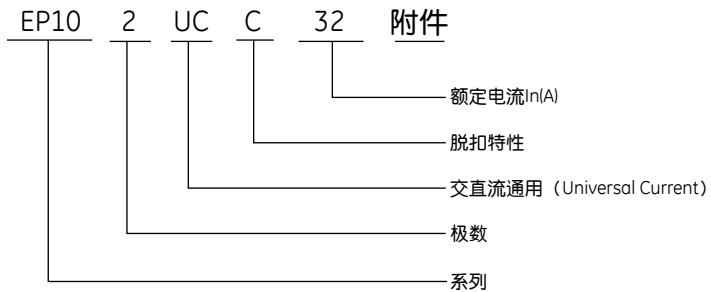 EP10 2 UC C 32 附件
额定电流In(A)
脱扣特性
交直流通用（Universal Current）
极数
系列